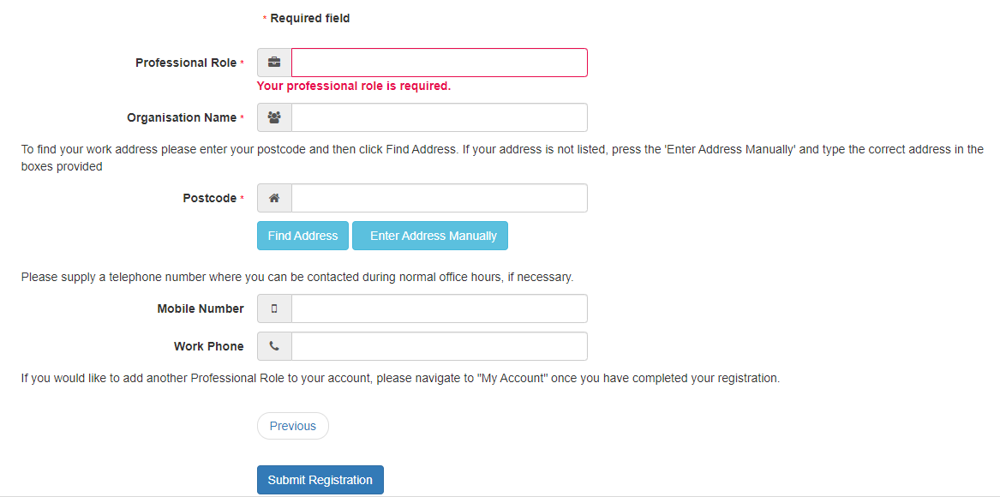 * Required field
Professional Role *
Your professional role is required.
Organisation Name *
To find your work address please enter your postcode and then click Find Address. If your address is not listed, press the 'Enter Address Manually' and type the correct address in the
boxes provided
Postcode *
Find Address Enter Address Manually
Please supply a telephone number where you can be contacted during normal office hours, if necessary.
Mobile Number
Work Phone
If you would like to add another Professional Role to your account, please navigate to "My Account" once you have completed your registration.
Previous
Submit Registration